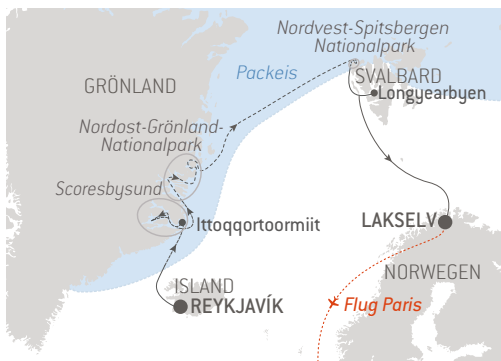 Nordvest-Spitsbergen
Nationalpark
GRÖNLAND
Packeis
SVALBARD
Longyearbyen
Nordost-Grönland-
Nationalpark
Scoresbysund
Ittoqqortoormiit
LAKSELV
NORWEGEN
ISLAND
REYKJAVÍK
Flug Paris